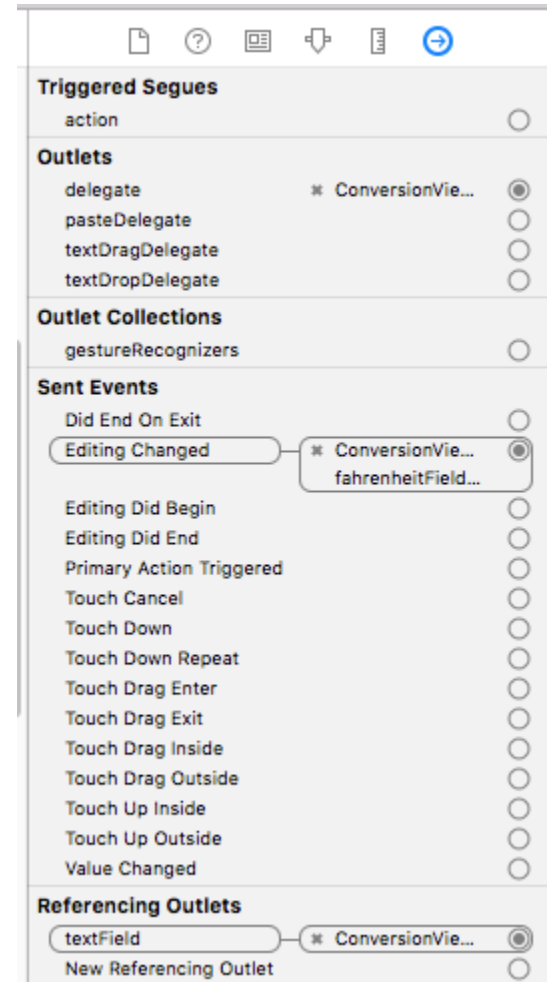 Triggered Segues
action
Outlets
delegate ConversionVie...
pasteDelegate
textDragDelegate
textDropDelegate
Outlet Collections
gestureRecognizers
Sent Events
Did End On Exit
Editing Changed ConversionVie...
fahrenheitField...
Editing Did Begin
Editing Did End
Primary Action Triggered
Touch Cancel
Touch Down
Touch Down Repeat
Touch Drag Enter
Touch Drag Exit
Touch Drag Inside
Touch Drag Outside
Touch Up Inside
Touch Up Outside
Value Changed
Referencing Outlets
textField ConversionVie...
New Referencing Outlet